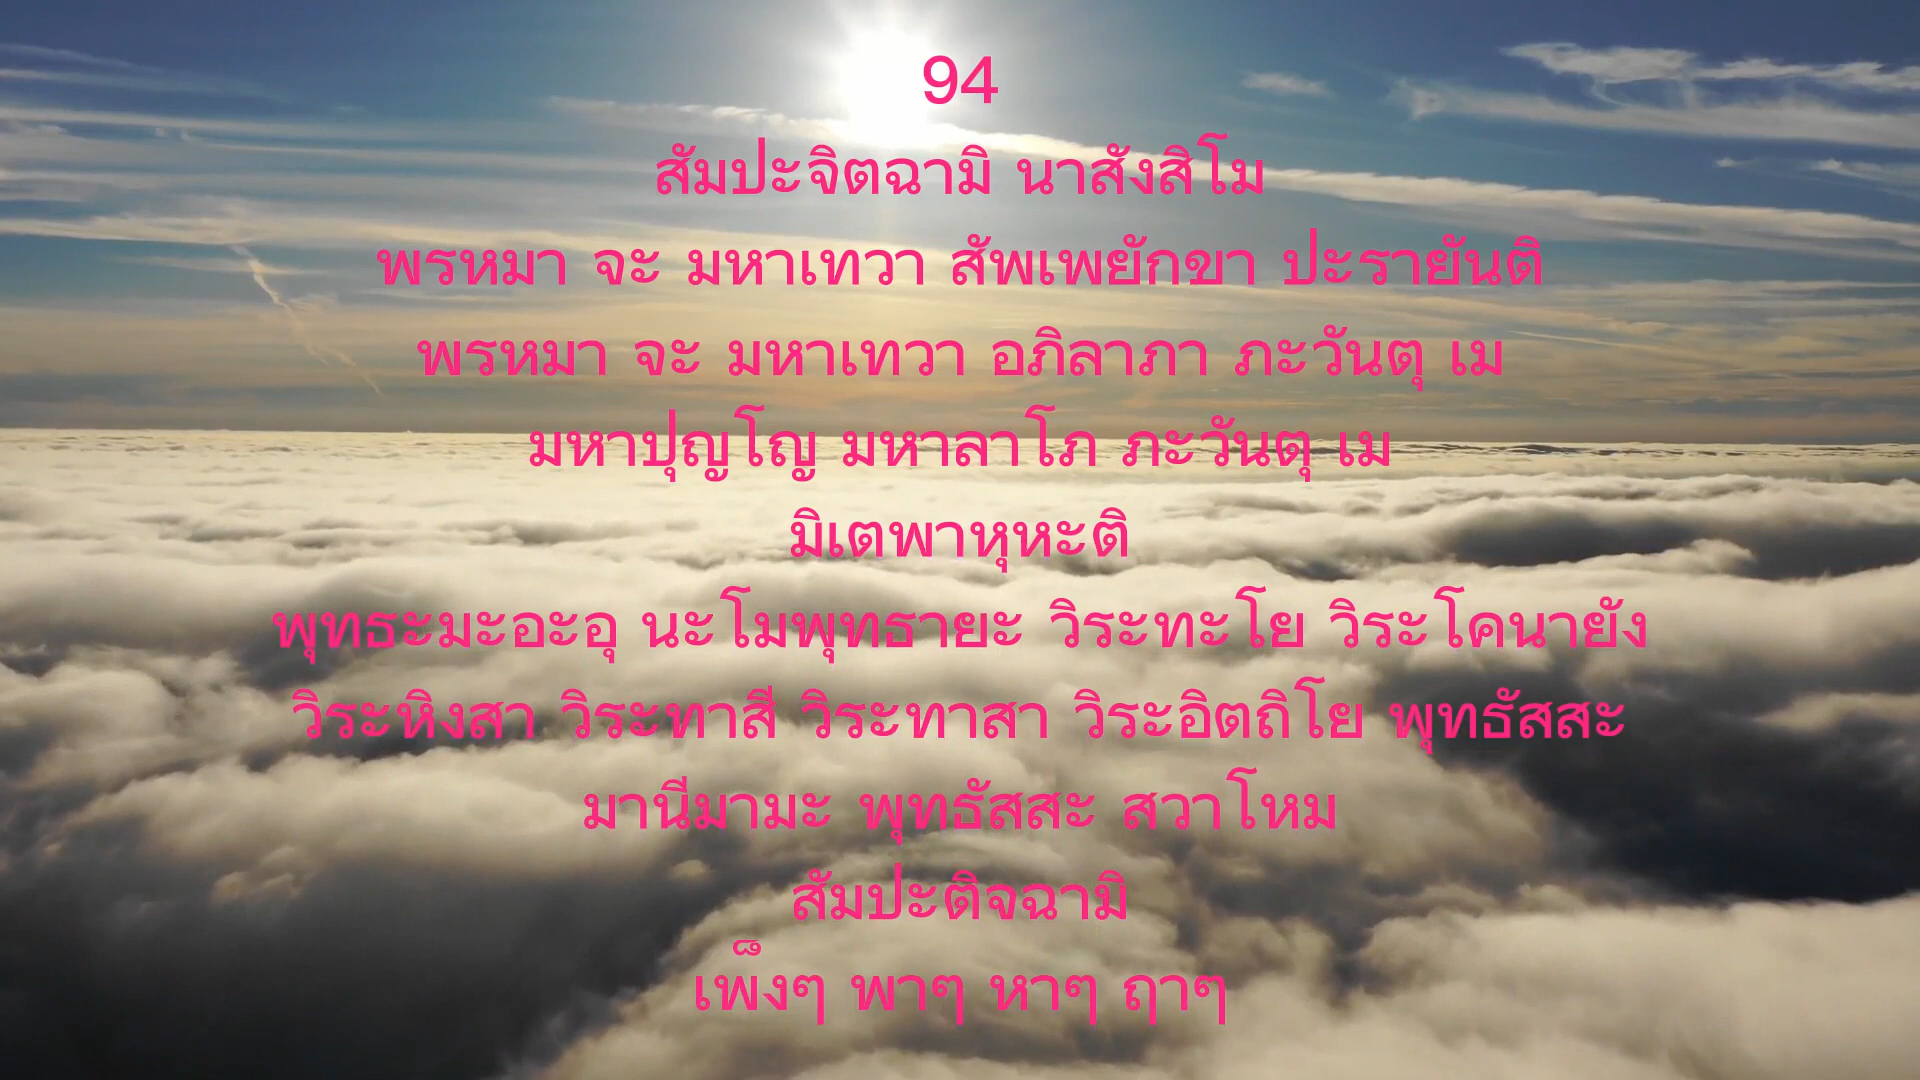 94
สัมปะจิตฉามิ นาสังสิโม
พรหมา จะ มหาเทวา สัพเพยักขา ปะรายันติ
พรหมา จะ มหาเทวา อภิลาภา ภะวันตุ เม
มหาปุญโญ มหาลาโภ ภะวันตุ เม
มิเตพาหุหะติ
พุทธะมะอะอุ นะโมพุทธายะ วิระทะโย วิระโคนายัง
วิระหิงสา วิระทาสี วิระทาสา วิระอิตถิโย พุทธัสสะ
มานีมามะ พุทธัสสะ สวาโหม
สัมปะติจฉามิ
เพ็งๆ พาๆ หาๆ ฤาๆ